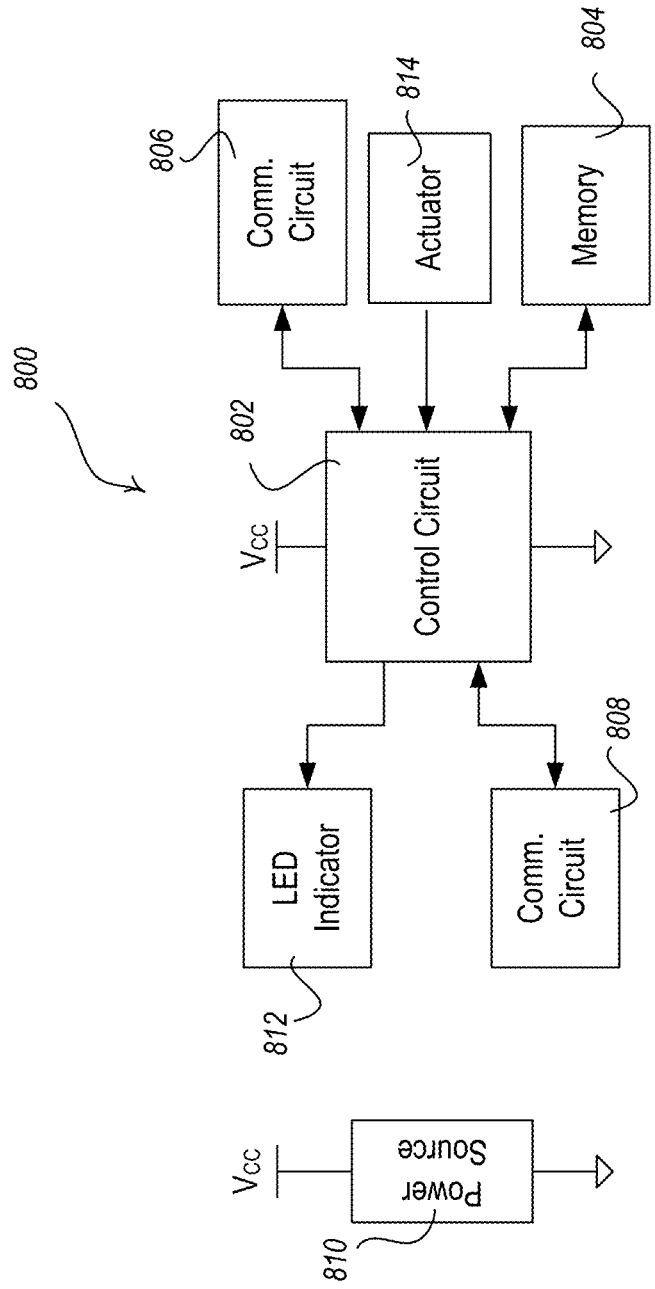 800
806
Comm.
Circuit
814
Actuator
804
Memory
802
VCC
Control Circuit
LED
Indicator
812
Comm.
Circuit
808
VCC
Power
Source
810